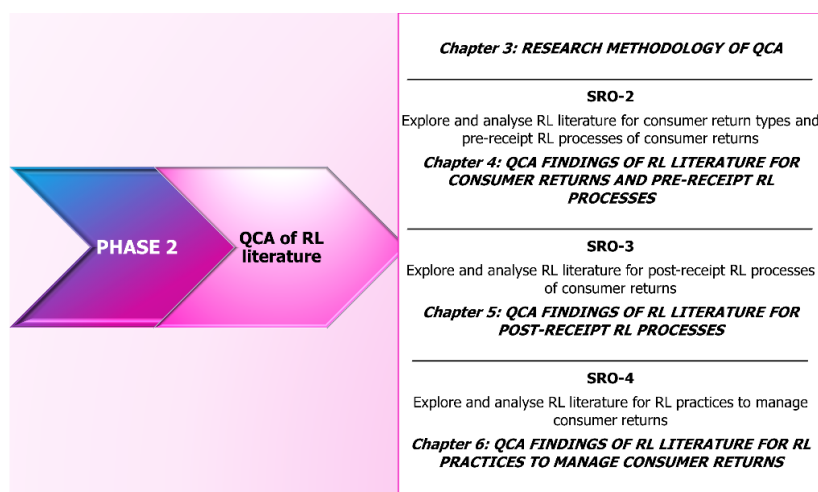 PHASE 2
QCA of RL
literature
Chapter 3: RESEARCH METHODOLOGY OF QCA
SRO-2
Explore and analyse RL literature for consumer return types and
pre-receipt RL processes of consumer returns
Chapter 4: QCA FINDINGS OF RL LITERATURE FOR
CONSUMER RETURNS AND PRE-RECEIPT RL
PROCESSES
SRO-3
Explore and analyse RL literature for post-receipt RL processes
of consumer returns
Chapter 5: QCA FINDINGS OF RL LITERATURE FOR
POST-RECEIPT RL PROCESSES
SRO-4
Explore and analyse RL literature for RL practices to manage
consumer returns
Chapter 6: QCA FINDINGS OF RL LITERATURE FOR RL
PRACTICES TO MANAGE CONSUMER RETURNS